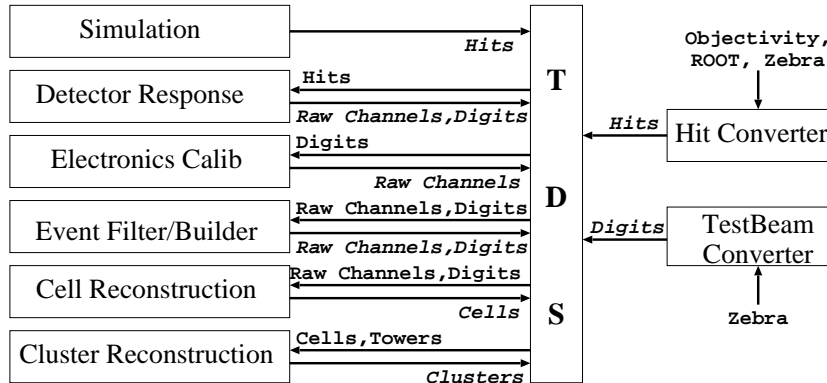 Simulation
Hits
Hits
Detector Response
Raw Channels,Digits
Digits
Electronics Calib
Raw Channels
Raw Channels,Digits
Event Filter/Builder
Raw Channels,Digits
Raw Channels,Digits
Cell Reconstruction
Cells
Cells,Towers
Cluster Reconstruction
Clusters
T
D
S
Objectivity,
ROOT, Zebra
Hits
Hit Converter
Digits
TestBeam
Converter
Zebra